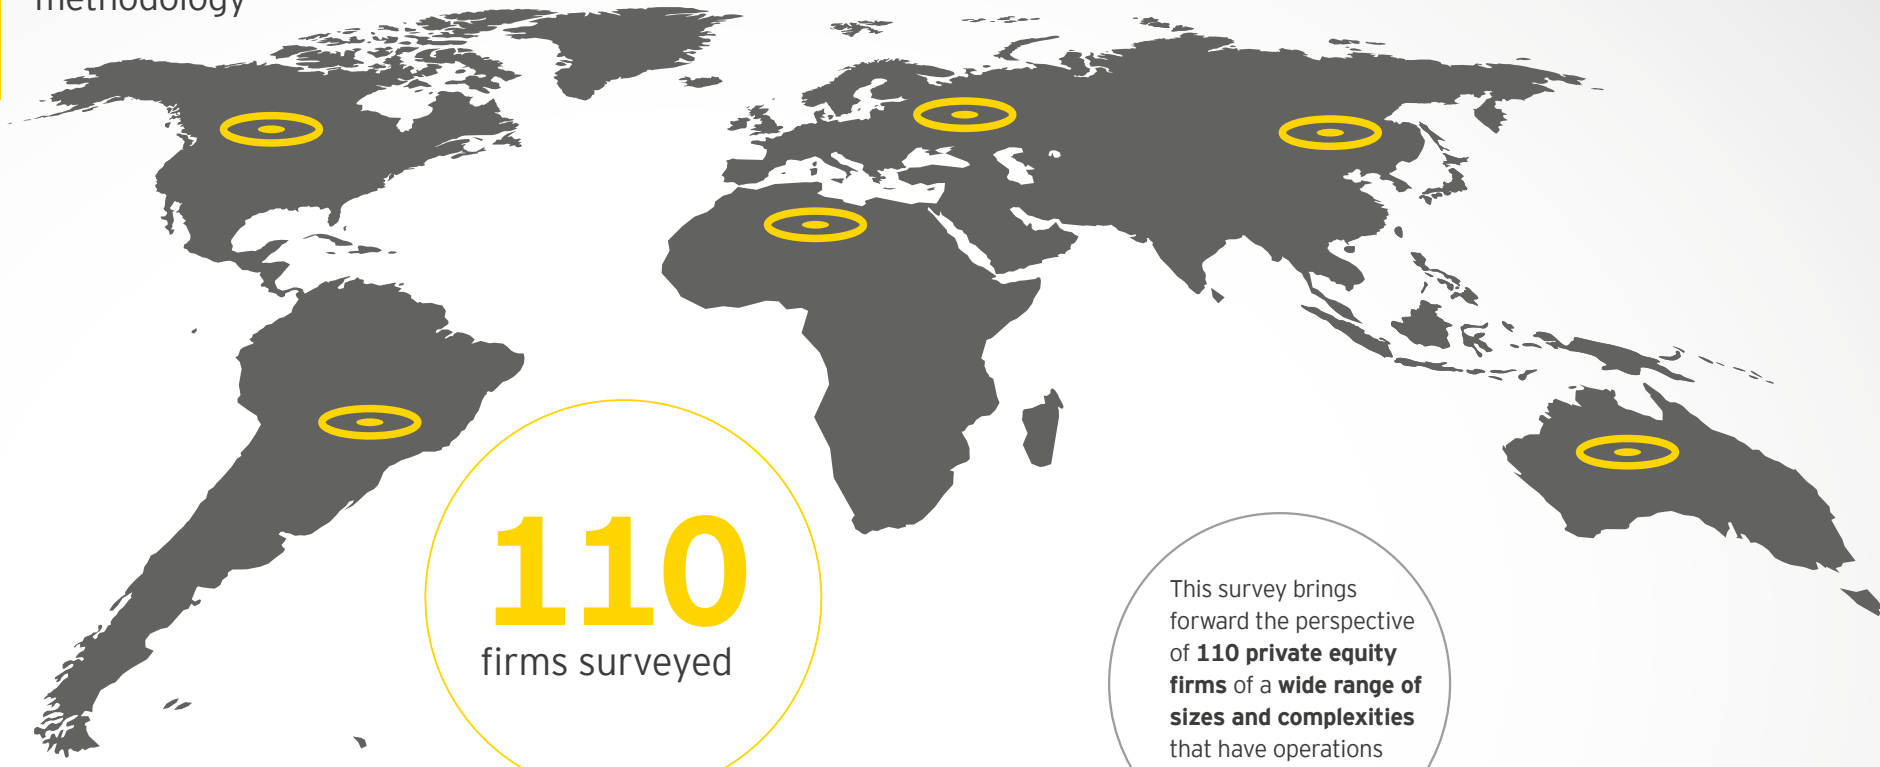 methodology
110
firms surveyed
This survey brings
forward the perspective
of 110 private equity
firms of a wide range of
sizes and complexities
that have operations